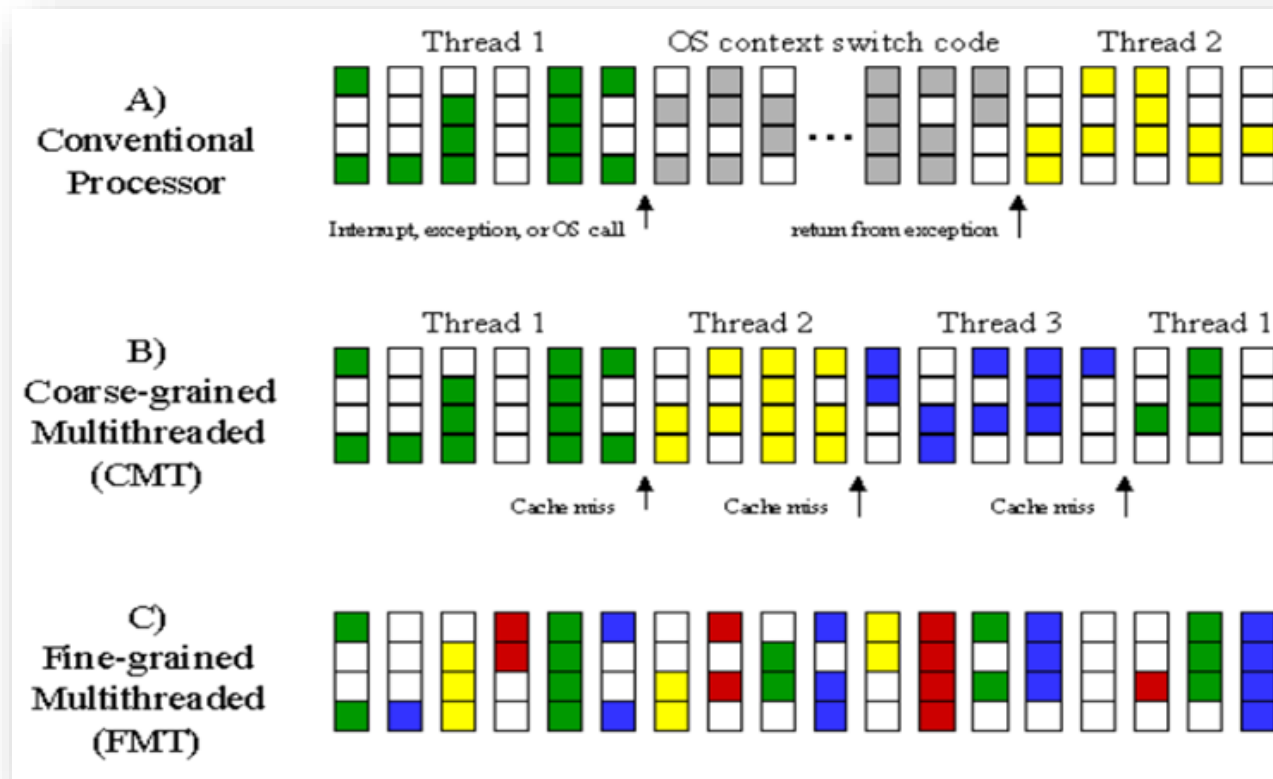 Thread 1
OS context switch code
Thread 2
A)
Conventional
Processor
...
Interrupt, exception, or OS call
return from exception
Thread 1
Thread 2
Thread 3
Thread 1
B)
Coarse-grained
Multithreaded
(CMT)
Cache miss
Cache miss
Cache miss
C)
Fine-grained
Multithreaded
(FMT)